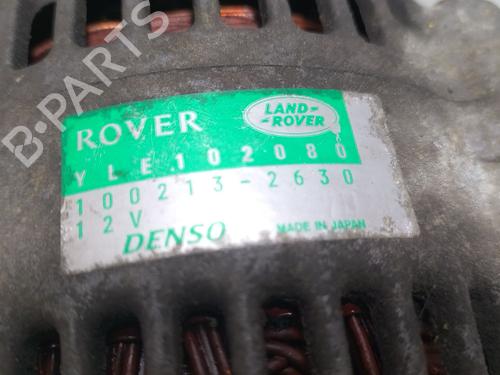 B-PARTS
ROVER
LAND-
-ROVER
YLE102080
100213-2630
12V
DENSO
MADE IN JAPAN